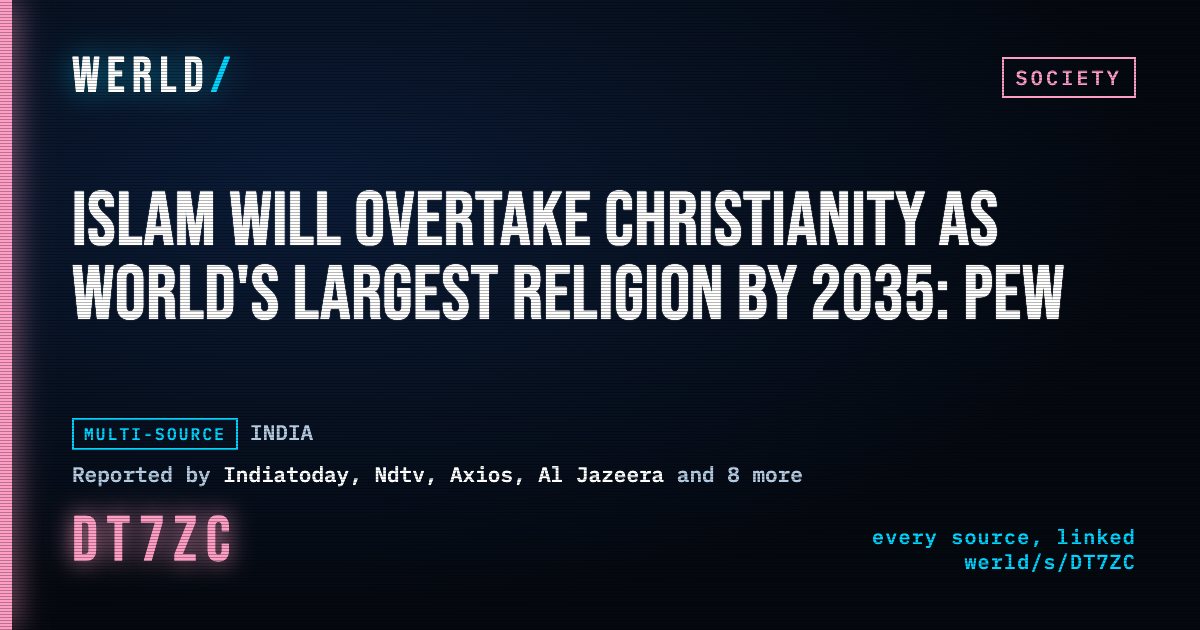 WERLD/
SOCIETY
ISLAM WILL OVERTAKE CHRISTIANITY AS
WORLD'S LARGEST RELIGION BY 2035: PEW
MULTI-SOURCE INDIA
Reported by Indiatoday, Ndtv, Axios, Al Jazeera and 8 more
DT7ZC
every source, linked
werld/s/DT7ZC